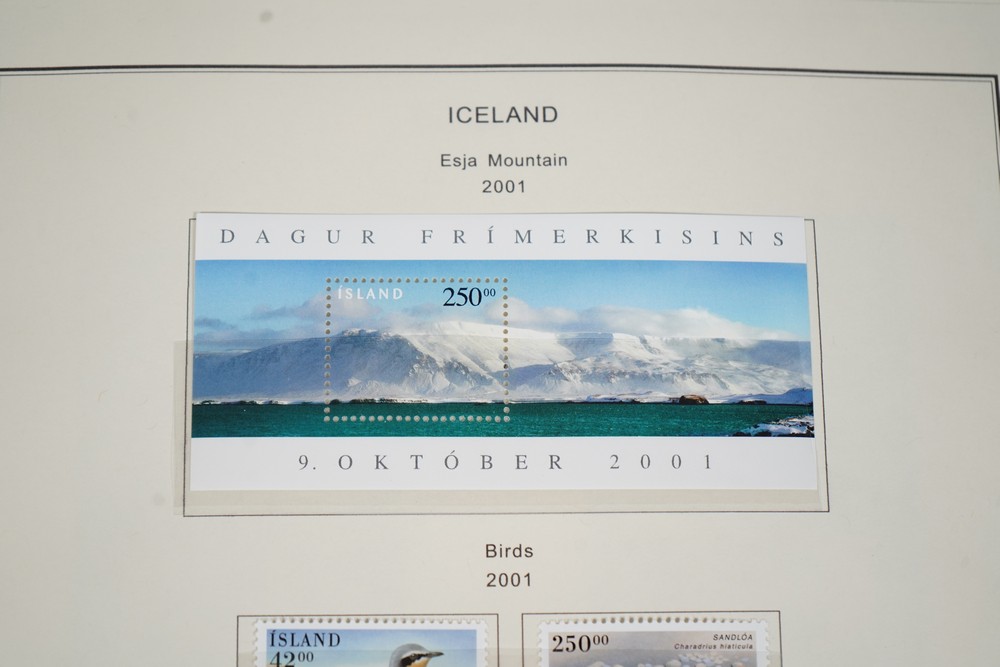 ICELAND
Esja Mountain
2001
DAGUR FRÍMERKISINS
ÍSLAND 250⁰⁰
9. OKTÓBER 2001
Birds
2001
ÍSLAND
42⁰⁰
250⁰⁰
SANDLÓA
Charadrius hiaticula